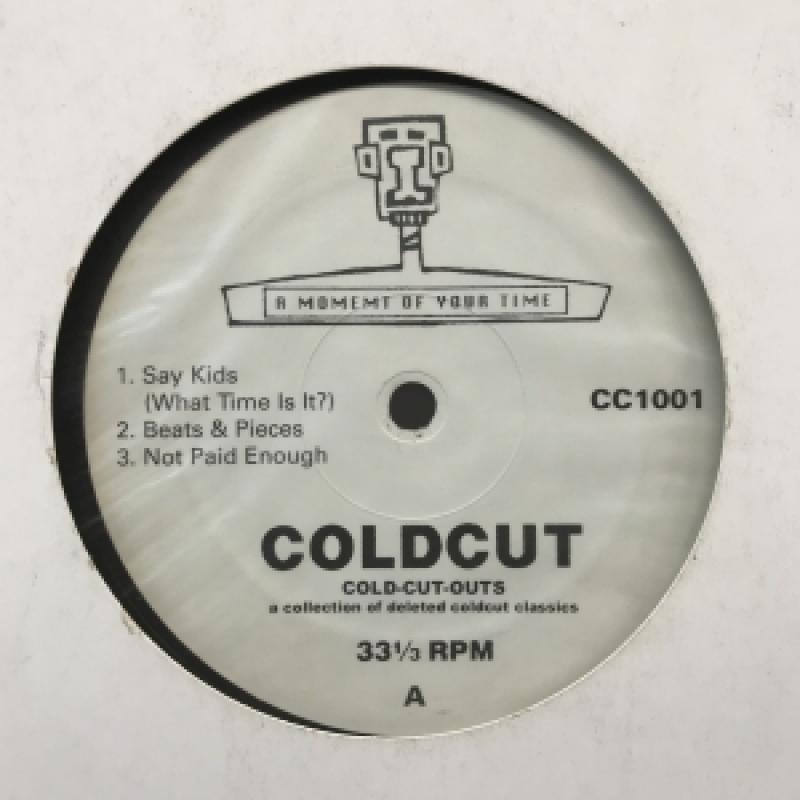 A MOMEMT OF YOUR TIME
1. Say Kids
(What Time Is It?)
2. Beats & Pieces
3. Not Paid Enough
CC1001
COLDCUT
COLD-CUT-OUTS
a collection of deleted coldcut classics
33⅓ RPM
A